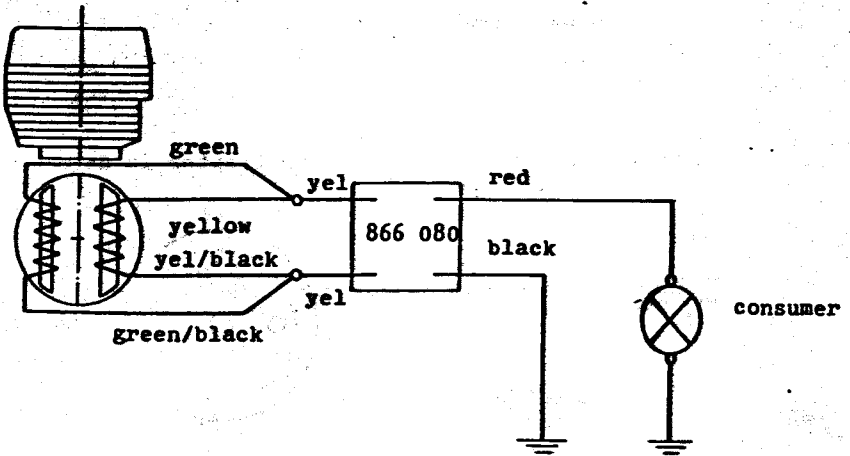 green
yel
red
866 080
yellow
black
yel/black
yel
consumer
green/black